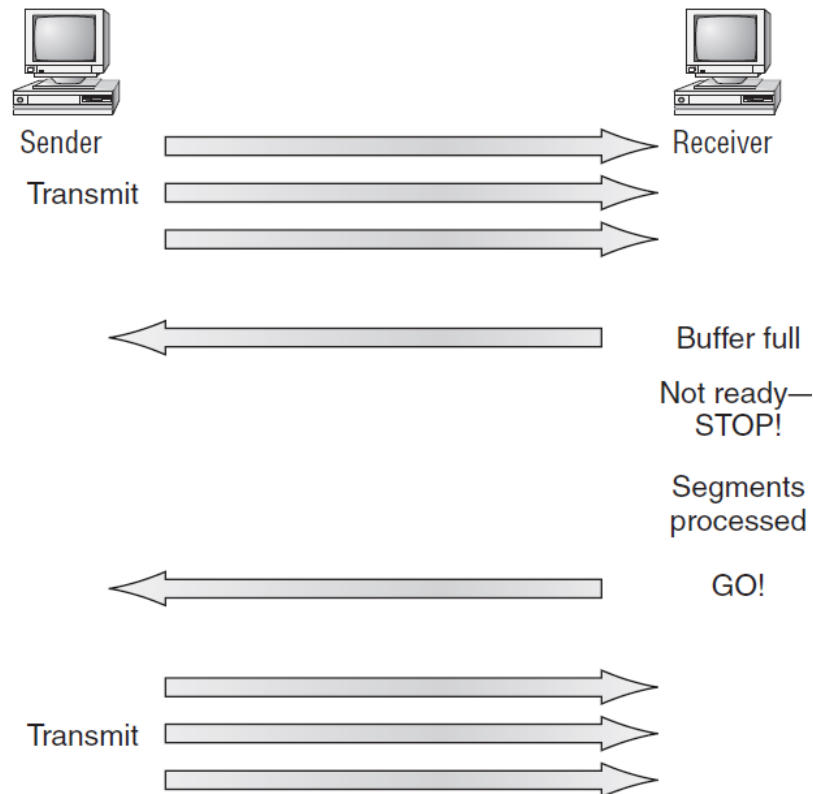 Sender
Receiver
Transmit
Buffer full
Not ready—
STOP!
Segments
processed
GO!
Transmit